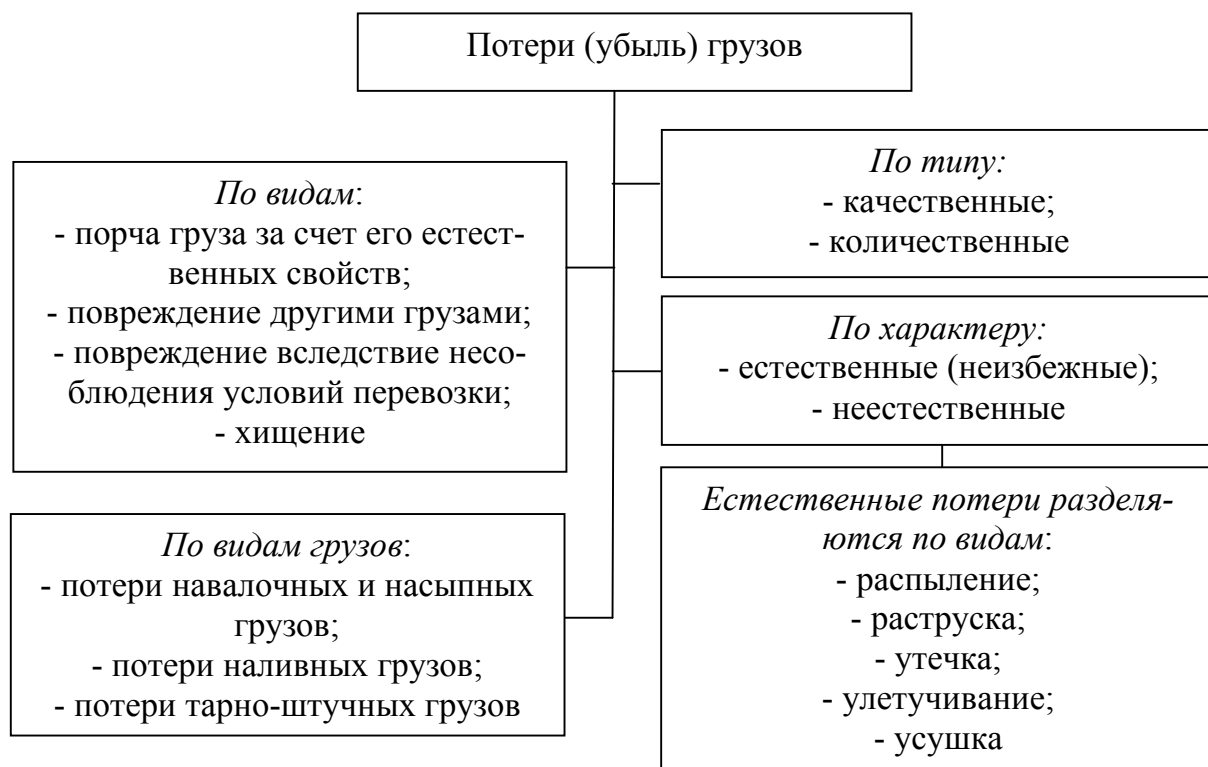 Потери (убыль) грузов
По видам:
- порча груза за счет его естест-
венных свойств;
- повреждение другими грузами;
- повреждение вследствие несо-
блюдения условий перевозки;
- хищение
По видам грузов:
- потери навалочных и насыпных
грузов;
- потери наливных грузов;
- потери тарно-штучных грузов
По типу:
- качественные;
- количественные
По характеру:
- естественные (неизбежные);
- неестественные
Естественные потери разделя-
ются по видам:
- распыление;
- раструска;
- утечка;
- улетучивание;
- усушка